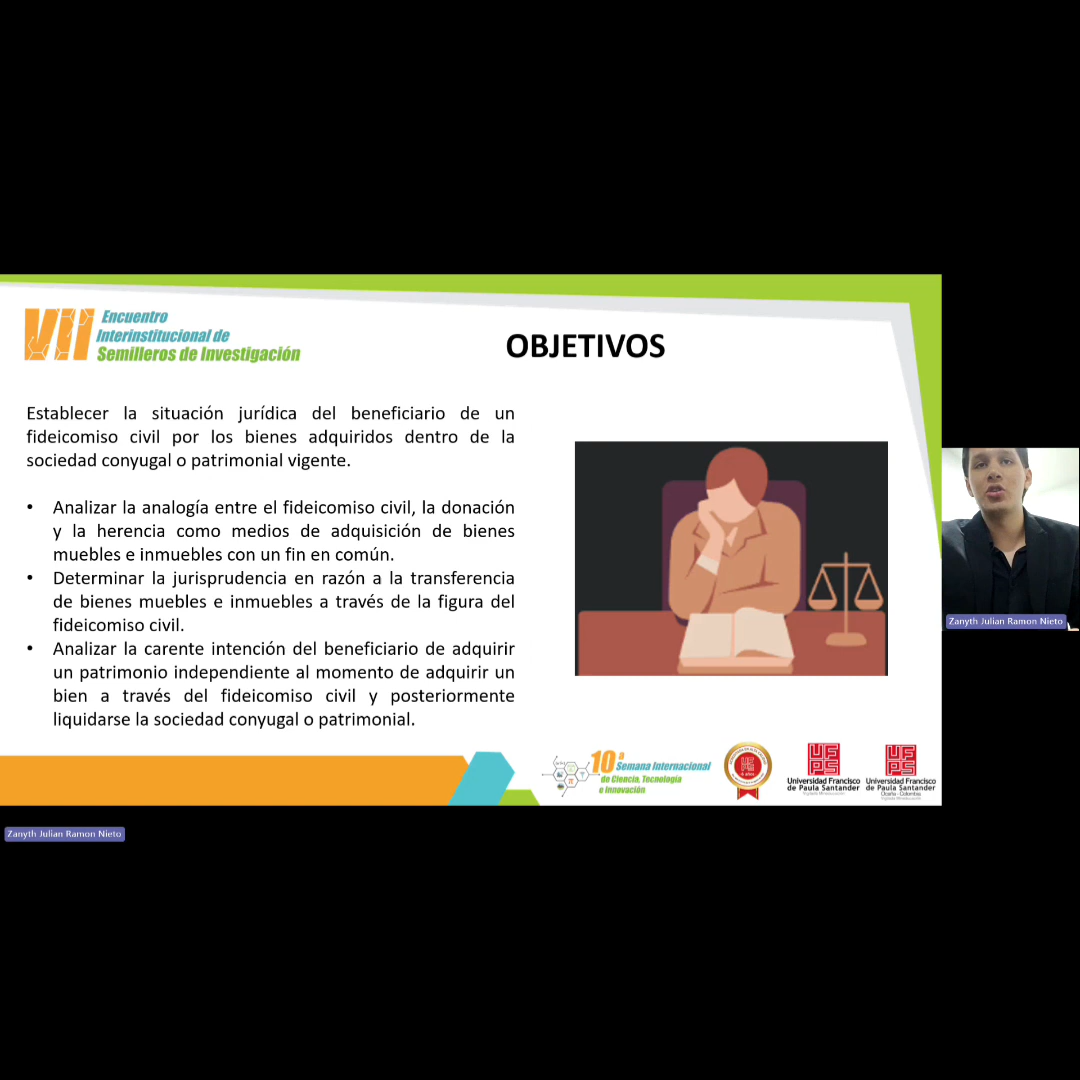 VII Encuentro
Interinstitucional de
Semilleros de Investigación
OBJETIVOS
Establecer la situación jurídica del beneficiario de un
fideicomiso civil por los bienes adquiridos dentro de la
sociedad conyugal o patrimonial vigente.
• Analizar la analogía entre el fideicomiso civil, la donación
y la herencia como medios de adquisición de bienes
muebles e inmuebles con un fin en común.
• Determinar la jurisprudencia en razón a la transferencia
de bienes muebles e inmuebles a través de la figura del
fideicomiso civil.
• Analizar la carente intención del beneficiario de adquirir
un patrimonio independiente al momento de adquirir un
bien a través del fideicomiso civil y posteriormente
liquidarse la sociedad conyugal o patrimonial.
Zanyth Julian Ramon Nieto
10ª
Semana Internacional
de Ciencia, Tecnología
e Innovación
UFPS
Universidad Francisco
de Paula Santander
UFPS
Universidad Francisco
de Paula Santander
Ocaña - Colombia
Zanyth Julian Ramon Nieto